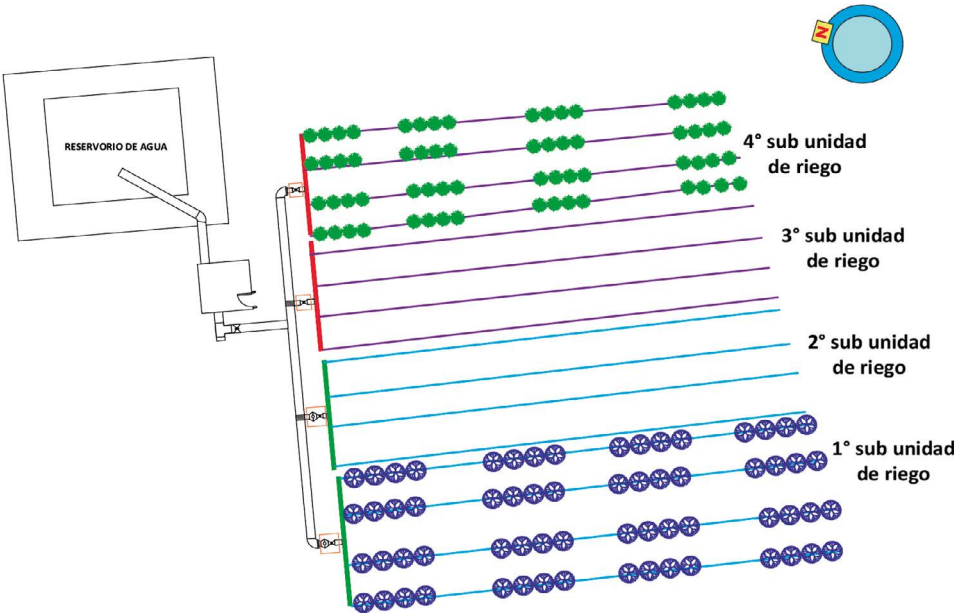 N
RESERVORIO DE AGUA
4° sub unidad
de riego
3° sub unidad
de riego
2° sub unidad
de riego
1° sub unidad
de riego